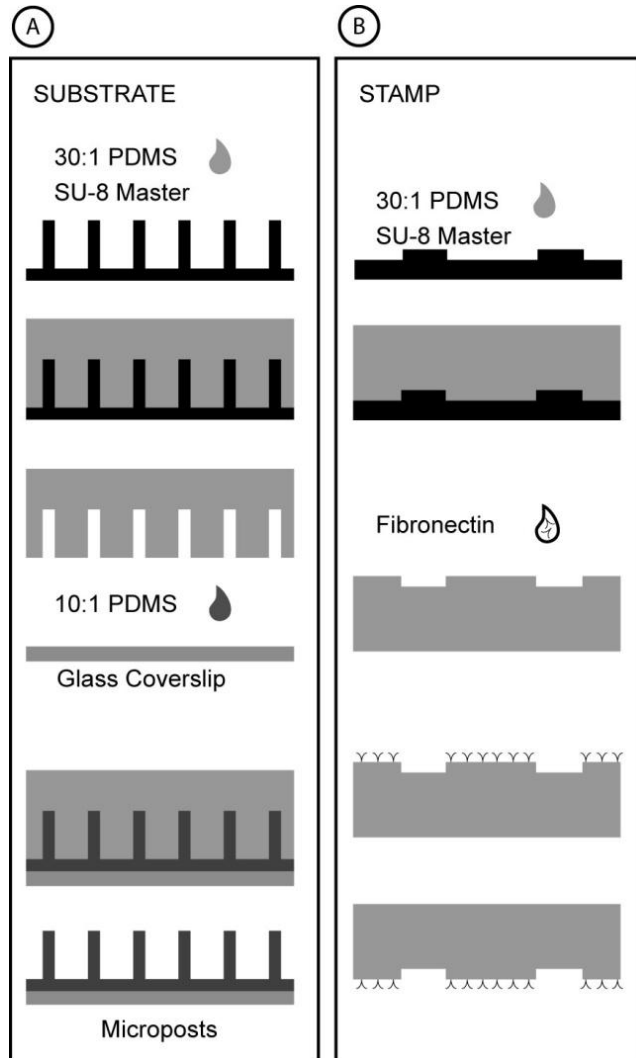 A
SUBSTRATE
30:1 PDMS
SU-8 Master
10:1 PDMS
Glass Coverslip
Microposts
B
STAMP
30:1 PDMS
SU-8 Master
Fibronectin